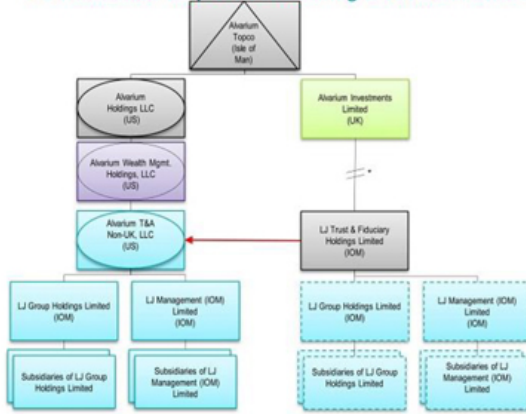 Alvarium
Topco
(Isle of
Man)
Alvarium
Holdings LLC
(US)
Alvarium Investments
Limited
(UK)
Alvarium Wealth Mgmt.
Holdings, LLC
(US)
*
Alvarium T&A
Non-UK, LLC
(US)
LJ Trust & Fiduciary
Holdings Limited
(IOM)
LJ Group Holdings Limited
(IOM)
LJ Management (IOM)
Limited
(IOM)
LJ Group Holdings Limited
(IOM)
LJ Management (IOM)
Limited
(IOM)
Subsidiaries of LJ Group
Holdings Limited
Subsidiaries of LJ
Management (IOM)
Limited
Subsidiaries of LJ Group
Holdings Limited
Subsidiaries of LJ
Management (IOM)
Limited